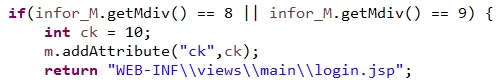 if(infor_M.getMdiv() == 8 || infor_M.getMdiv() == 9) {
    int ck = 10;
    m.addAttribute("ck",ck);
    return "WEB-INF\\views\\main\\login.jsp";